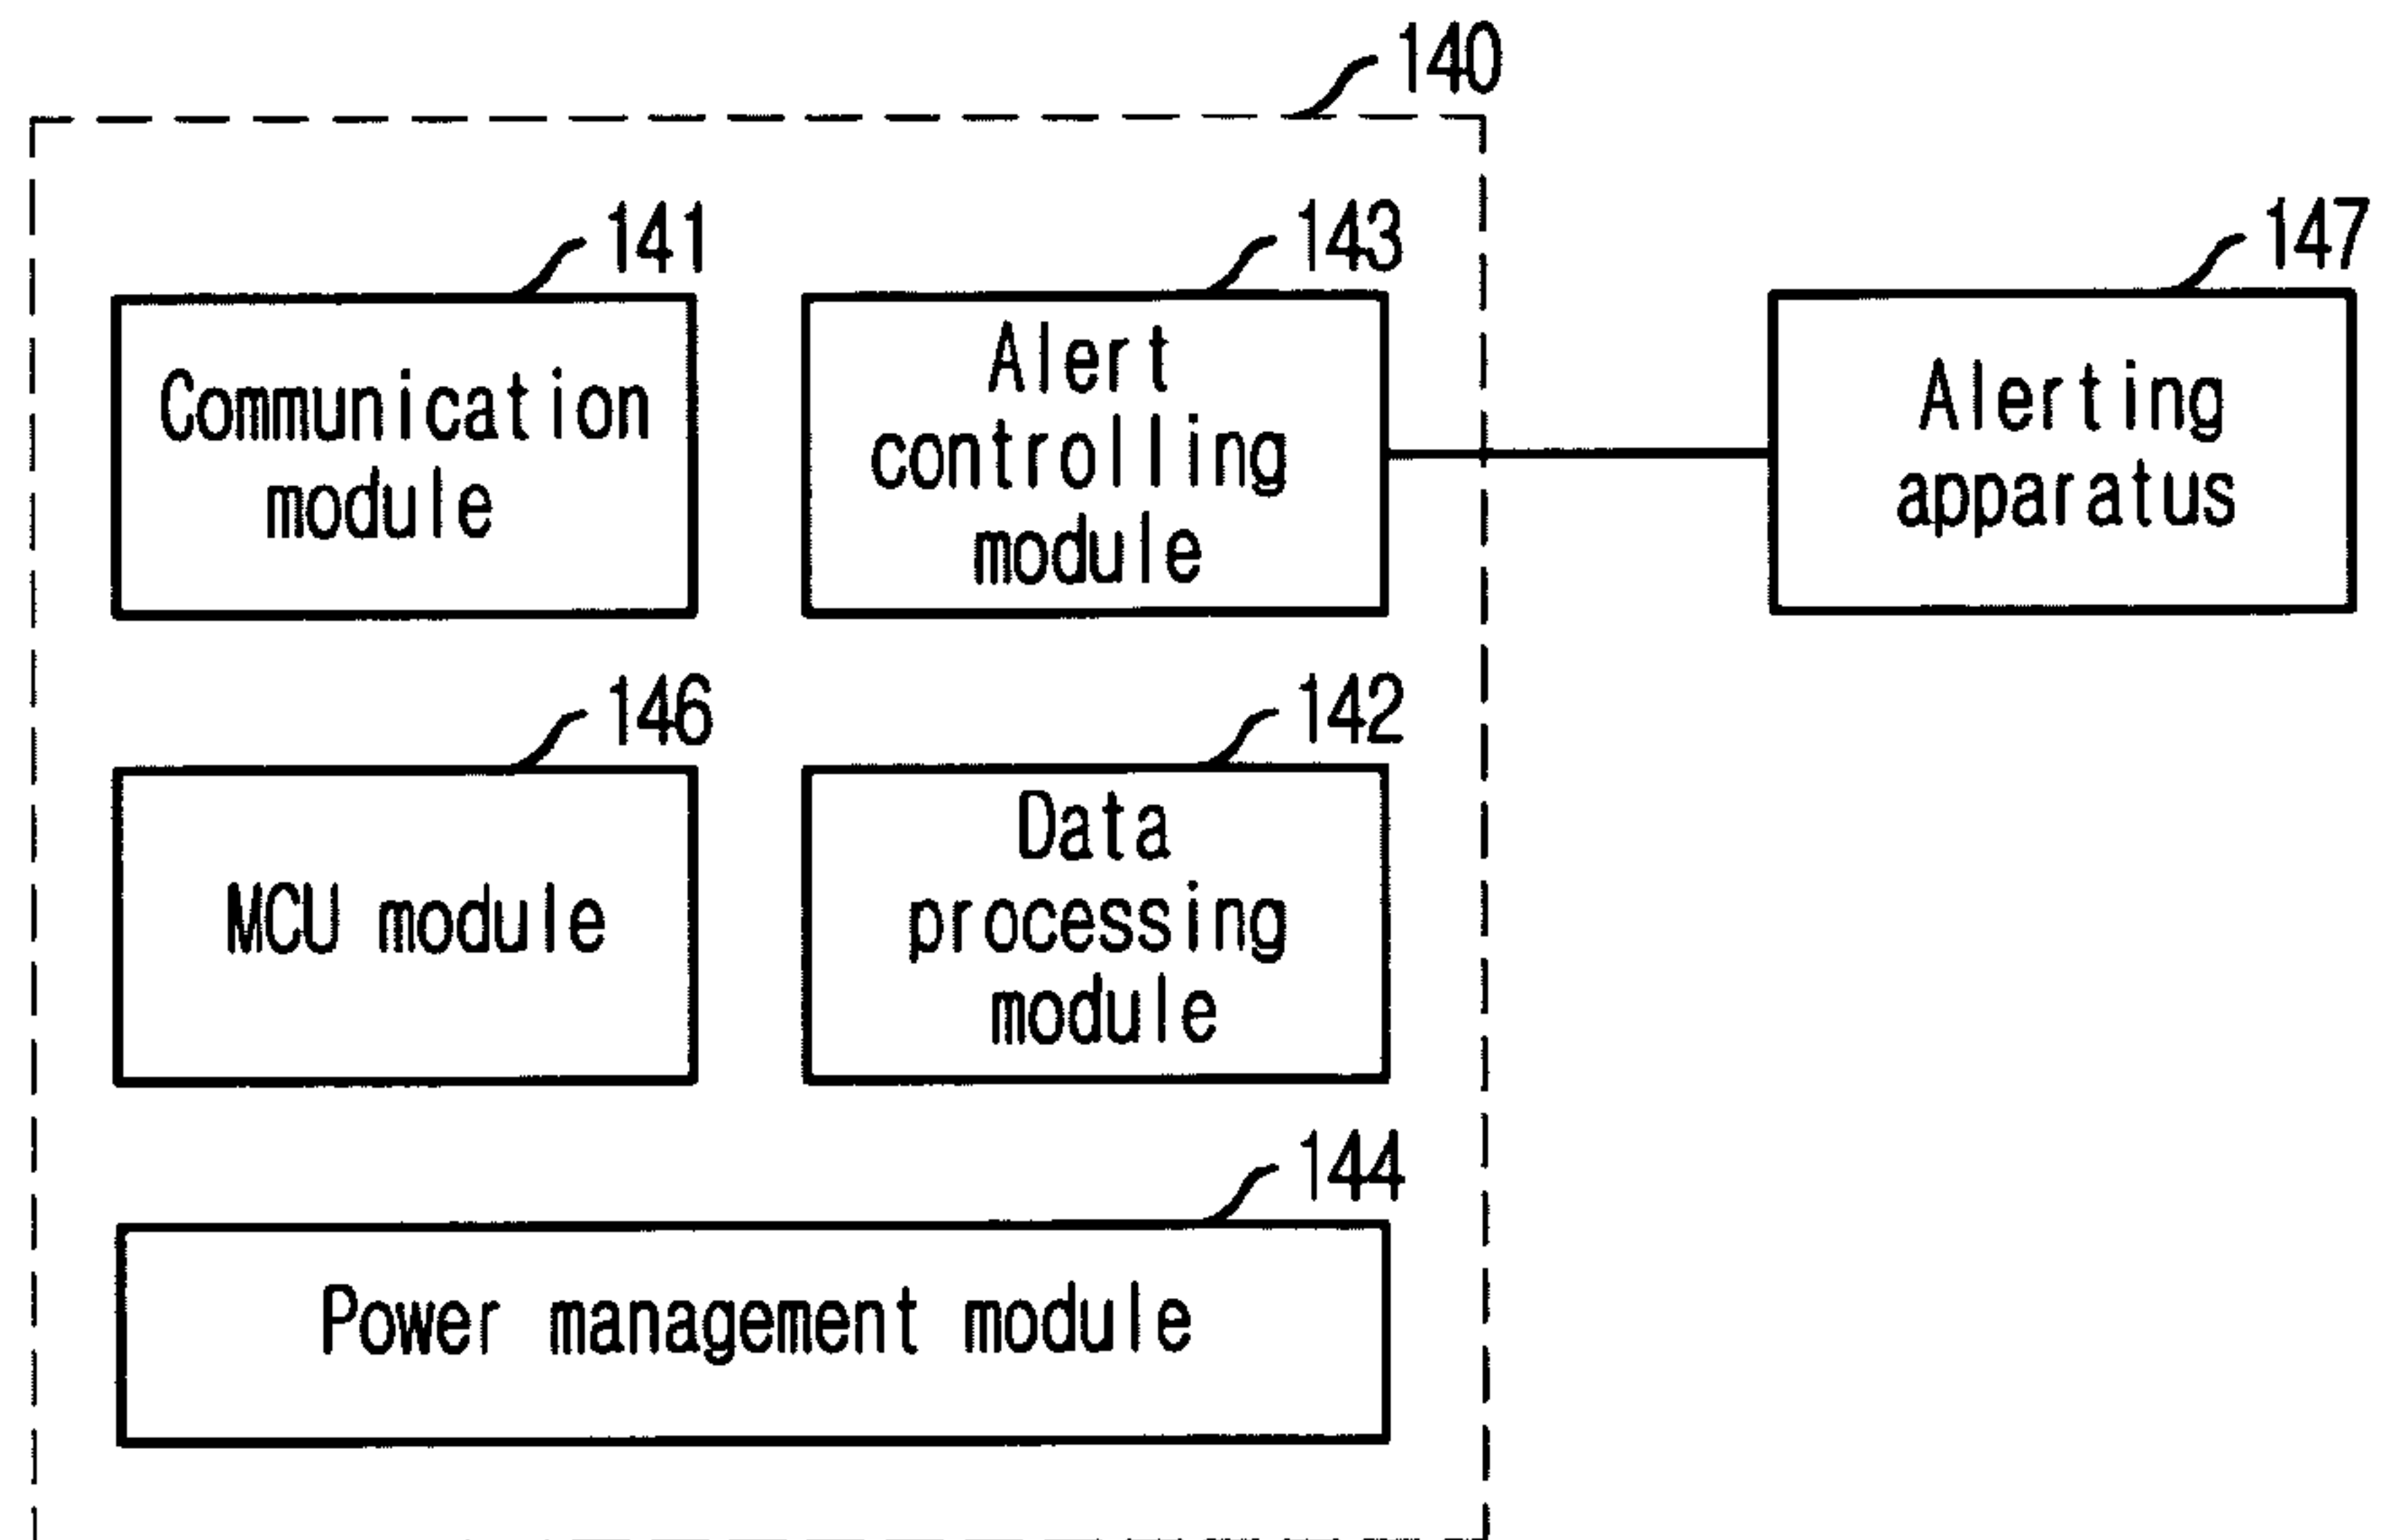 140
141
Communication
module
143
Alert
controlling
module
147
Alerting
apparatus
146
MCU module
142
Data
processing
module
144
Power management module